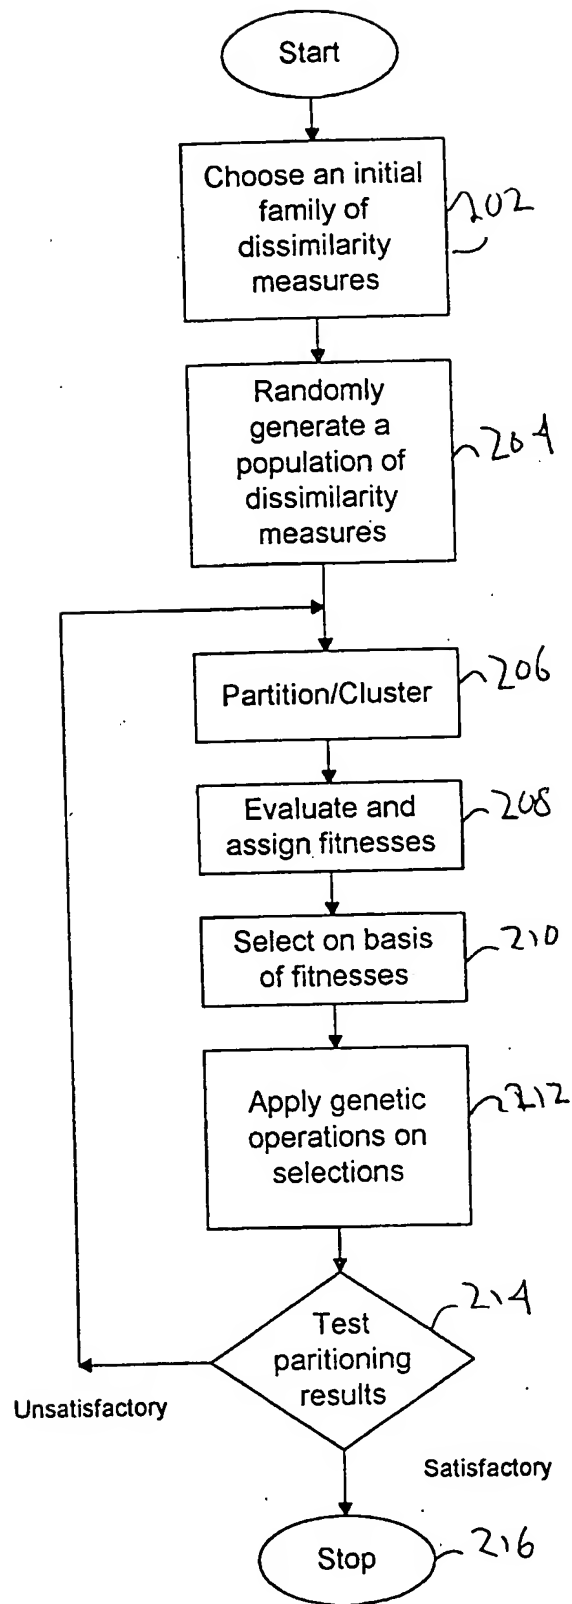 Start
Choose an initial
family of
dissimilarity
measures
202
Randomly
generate a
population of
dissimilarity
measures
204
Partition/Cluster
206
Evaluate and
assign fitnesses
208
Select on basis
of fitnesses
210
Apply genetic
operations on
selections
212
Test
paritioning
results
214
Unsatisfactory
Satisfactory
Stop
216